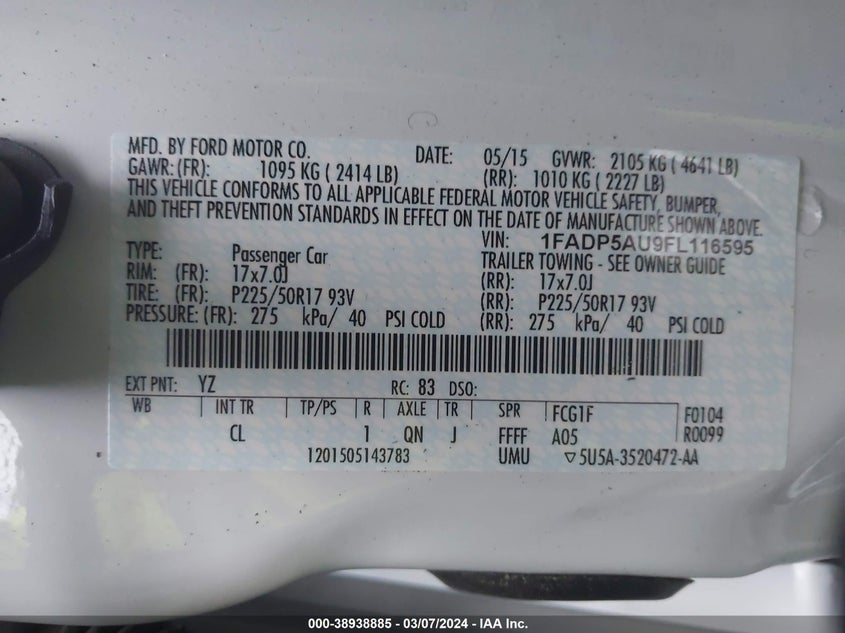 MFD. BY FORD MOTOR CO. DATE: 05/15 GVWR: 2105 KG ( 4641 LB)
GAWR:(FR): 1095 KG ( 2414 LB) (RR): 1010 KG ( 2227 LB)
THIS VEHICLE CONFORMS TO ALL APPLICABLE FEDERAL MOTOR VEHICLE SAFETY, BUMPER,
AND THEFT PREVENTION STANDARDS IN EFFECT ON THE DATE OF MANUFACTURE SHOWN ABOVE.
VIN: 1FADP5AU9FL116595
TYPE: Passenger Car TRAILER TOWING - SEE OWNER GUIDE
RIM: (FR): 17x7.0J (RR): 17x7.0J
TIRE: (FR): P225/50R17 93V (RR): P225/50R17 93V
PRESSURE: (FR): 275 kPa/ 40 PSI COLD (RR): 275 kPa/ 40 PSI COLD
EXT PNT: YZ RC: 83 DSO:
WB INT TR TP/PS R AXLE TR SPR FCG1F F0104
CL 1 QN J FFFF A05 R0099
1201505143783 UMU ▽5U5A-3520472-AA
000-38938885 - 03/07/2024 - IAA Inc.